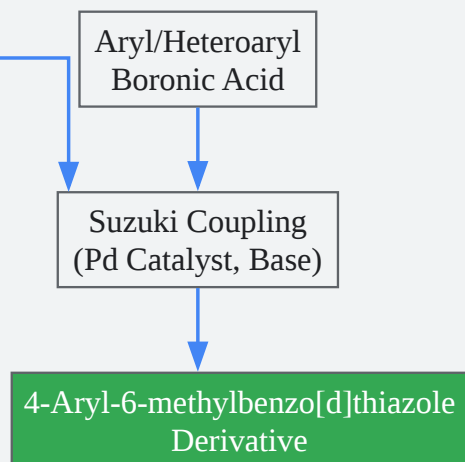 Aryl/Heteroaryl
Boronic Acid
Suzuki Coupling
(Pd Catalyst, Base)
4-Aryl-6-methylbenzo[d]thiazole
Derivative